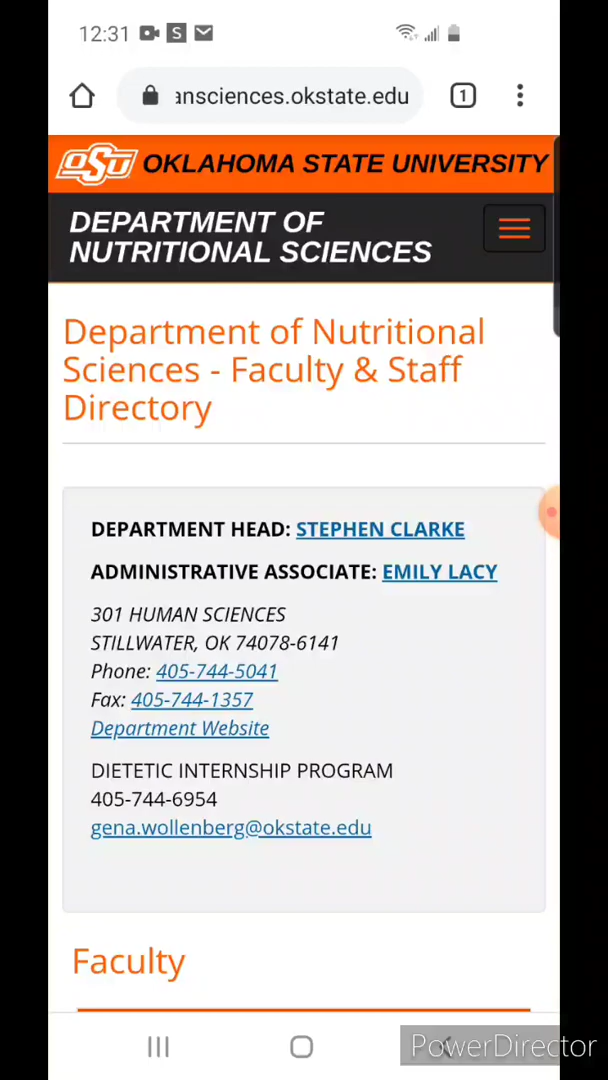 12:31 S
ansciences.okstate.edu 1
OSU OKLAHOMA STATE UNIVERSITY
DEPARTMENT OF
NUTRITIONAL SCIENCES
Department of Nutritional
Sciences - Faculty & Staff
Directory
DEPARTMENT HEAD: STEPHEN CLARKE
ADMINISTRATIVE ASSOCIATE: EMILY LACY
301 HUMAN SCIENCES
STILLWATER, OK 74078-6141
Phone: 405-744-5041
Fax: 405-744-1357
Department Website
DIETETIC INTERNSHIP PROGRAM
405-744-6954
gena.wollenberg@okstate.edu
Faculty
PowerDirector